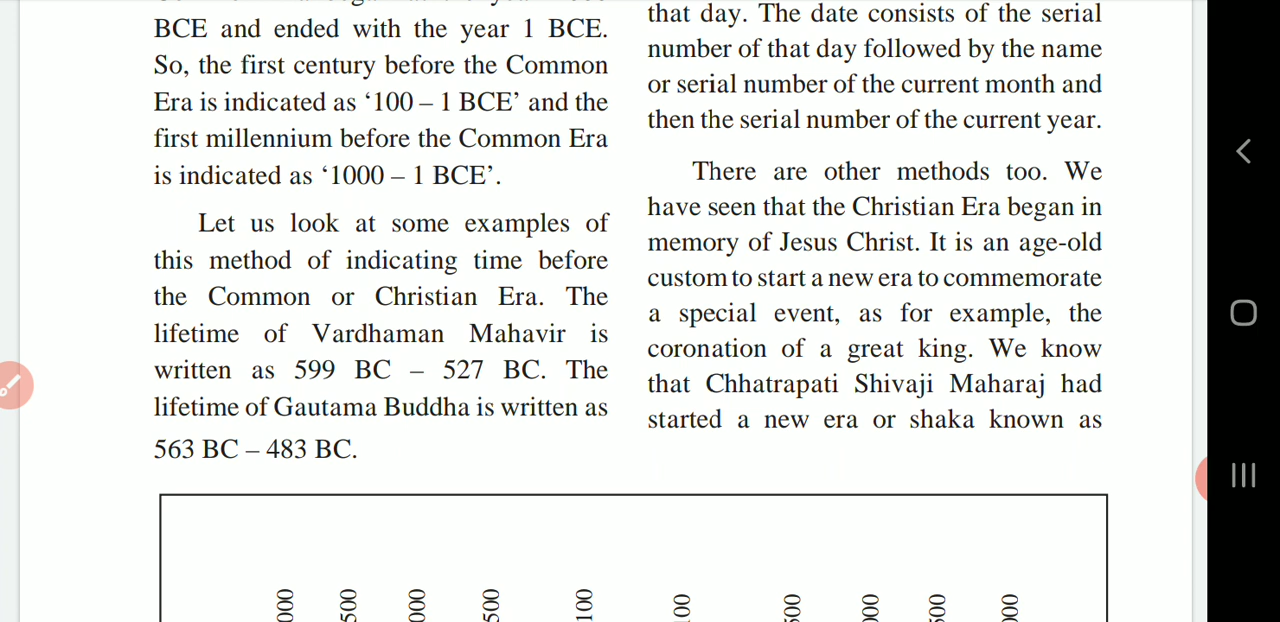 BCE and ended with the year 1 BCE.
So, the first century before the Common
Era is indicated as ‘100 – 1 BCE’ and the
first millennium before the Common Era
is indicated as ‘1000 – 1 BCE’.
Let us look at some examples of
this method of indicating time before
the Common or Christian Era. The
lifetime of Vardhaman Mahavir is
written as 599 BC – 527 BC. The
lifetime of Gautama Buddha is written as
563 BC – 483 BC.
that day. The date consists of the serial
number of that day followed by the name
or serial number of the current month and
then the serial number of the current year.
There are other methods too. We
have seen that the Christian Era began in
memory of Jesus Christ. It is an age-old
custom to start a new era to commemorate
a special event, as for example, the
coronation of a great king. We know
that Chhatrapati Shivaji Maharaj had
started a new era or shaka known as